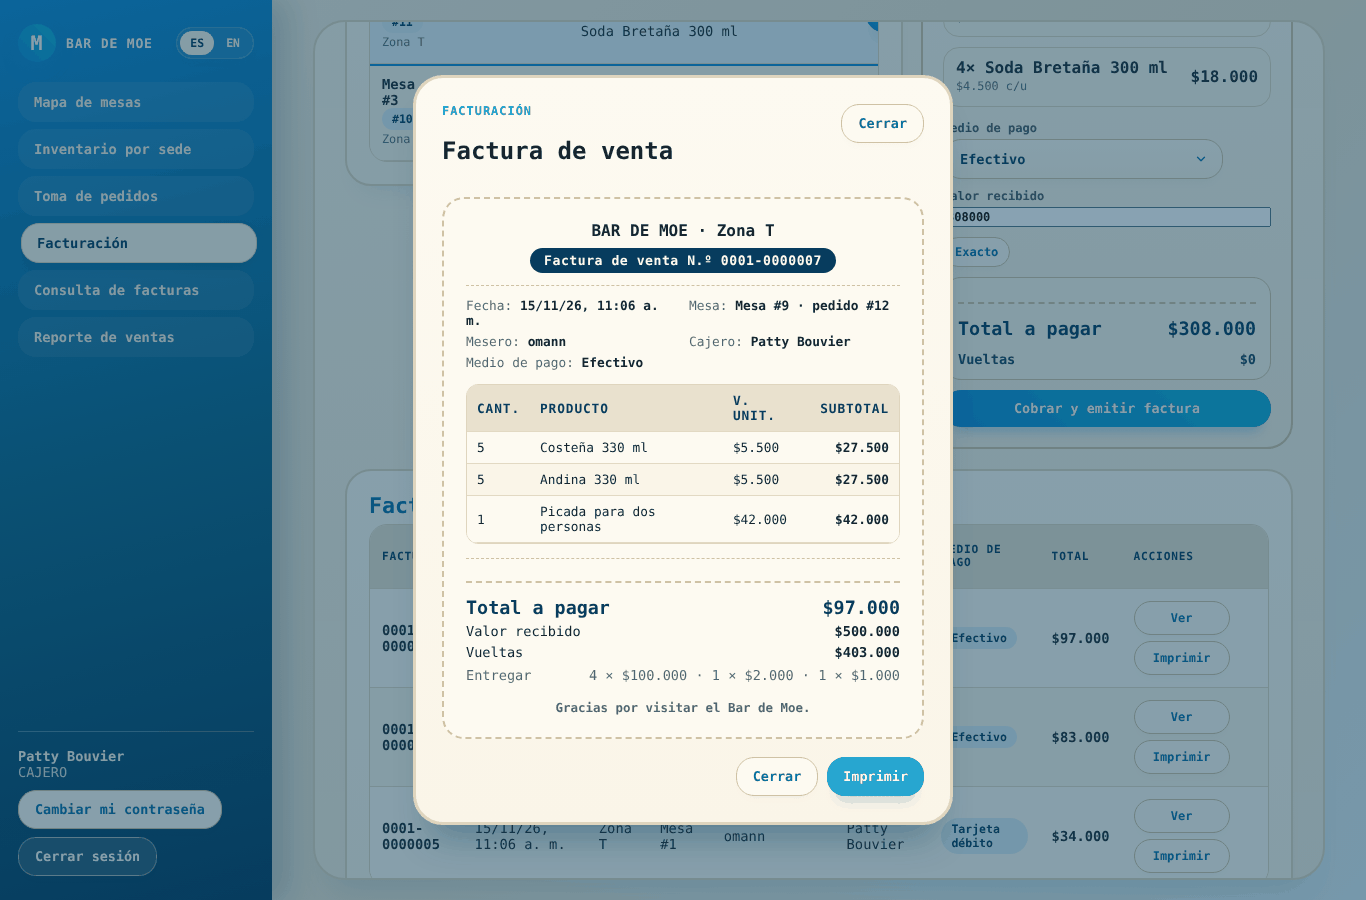 M BAR DE MOE ES EN
Mapa de mesas
Inventario por sede
Toma de pedidos
Facturación
Consulta de facturas
Reporte de ventas
Patty Bouvier
CAJERO
Cambiar mi contraseña
Cerrar sesión
#11
Zona T
Soda Bretaña 300 ml
Mesa
#3
#10
Zona
4× Soda Bretaña 300 ml
$4.500 c/u
$18.000
edio de pago
Efectivo
alor recibido
08000
Exacto
Total a pagar $308.000
Vueltas $0
Cobrar y emitir factura
FACTURACIÓN
Factura de venta
Cerrar
BAR DE MOE · Zona T
Factura de venta N.º 0001-0000007
Fecha: 15/11/26, 11:06 a.
m.
Mesa: Mesa #9 · pedido #12
Mesero: omann
Cajero: Patty Bouvier
Medio de pago: Efectivo
CANT. PRODUCTO V.
UNIT. SUBTOTAL
5 Costeña 330 ml $5.500 $27.500
5 Andina 330 ml $5.500 $27.500
1 Picada para dos
personas $42.000 $42.000
Total a pagar $97.000
Valor recibido $500.000
Vueltas $403.000
Entregar 4 × $100.000 · 1 × $2.000 · 1 × $1.000
Gracias por visitar el Bar de Moe.
Cerrar Imprimir
Fact
FACT
EDIO DE
AGO
TOTAL
ACCIONES
0001
0000
Efectivo
$97.000
Ver
Imprimir
0001
0000
Efectivo
$83.000
Ver
Imprimir
0001-
0000005
15/11/26,
11:06 a. m.
Zona
T
Mesa
#1
omann
Patty
Bouvier
Tarjeta
débito
$34.000
Ver
Imprimir